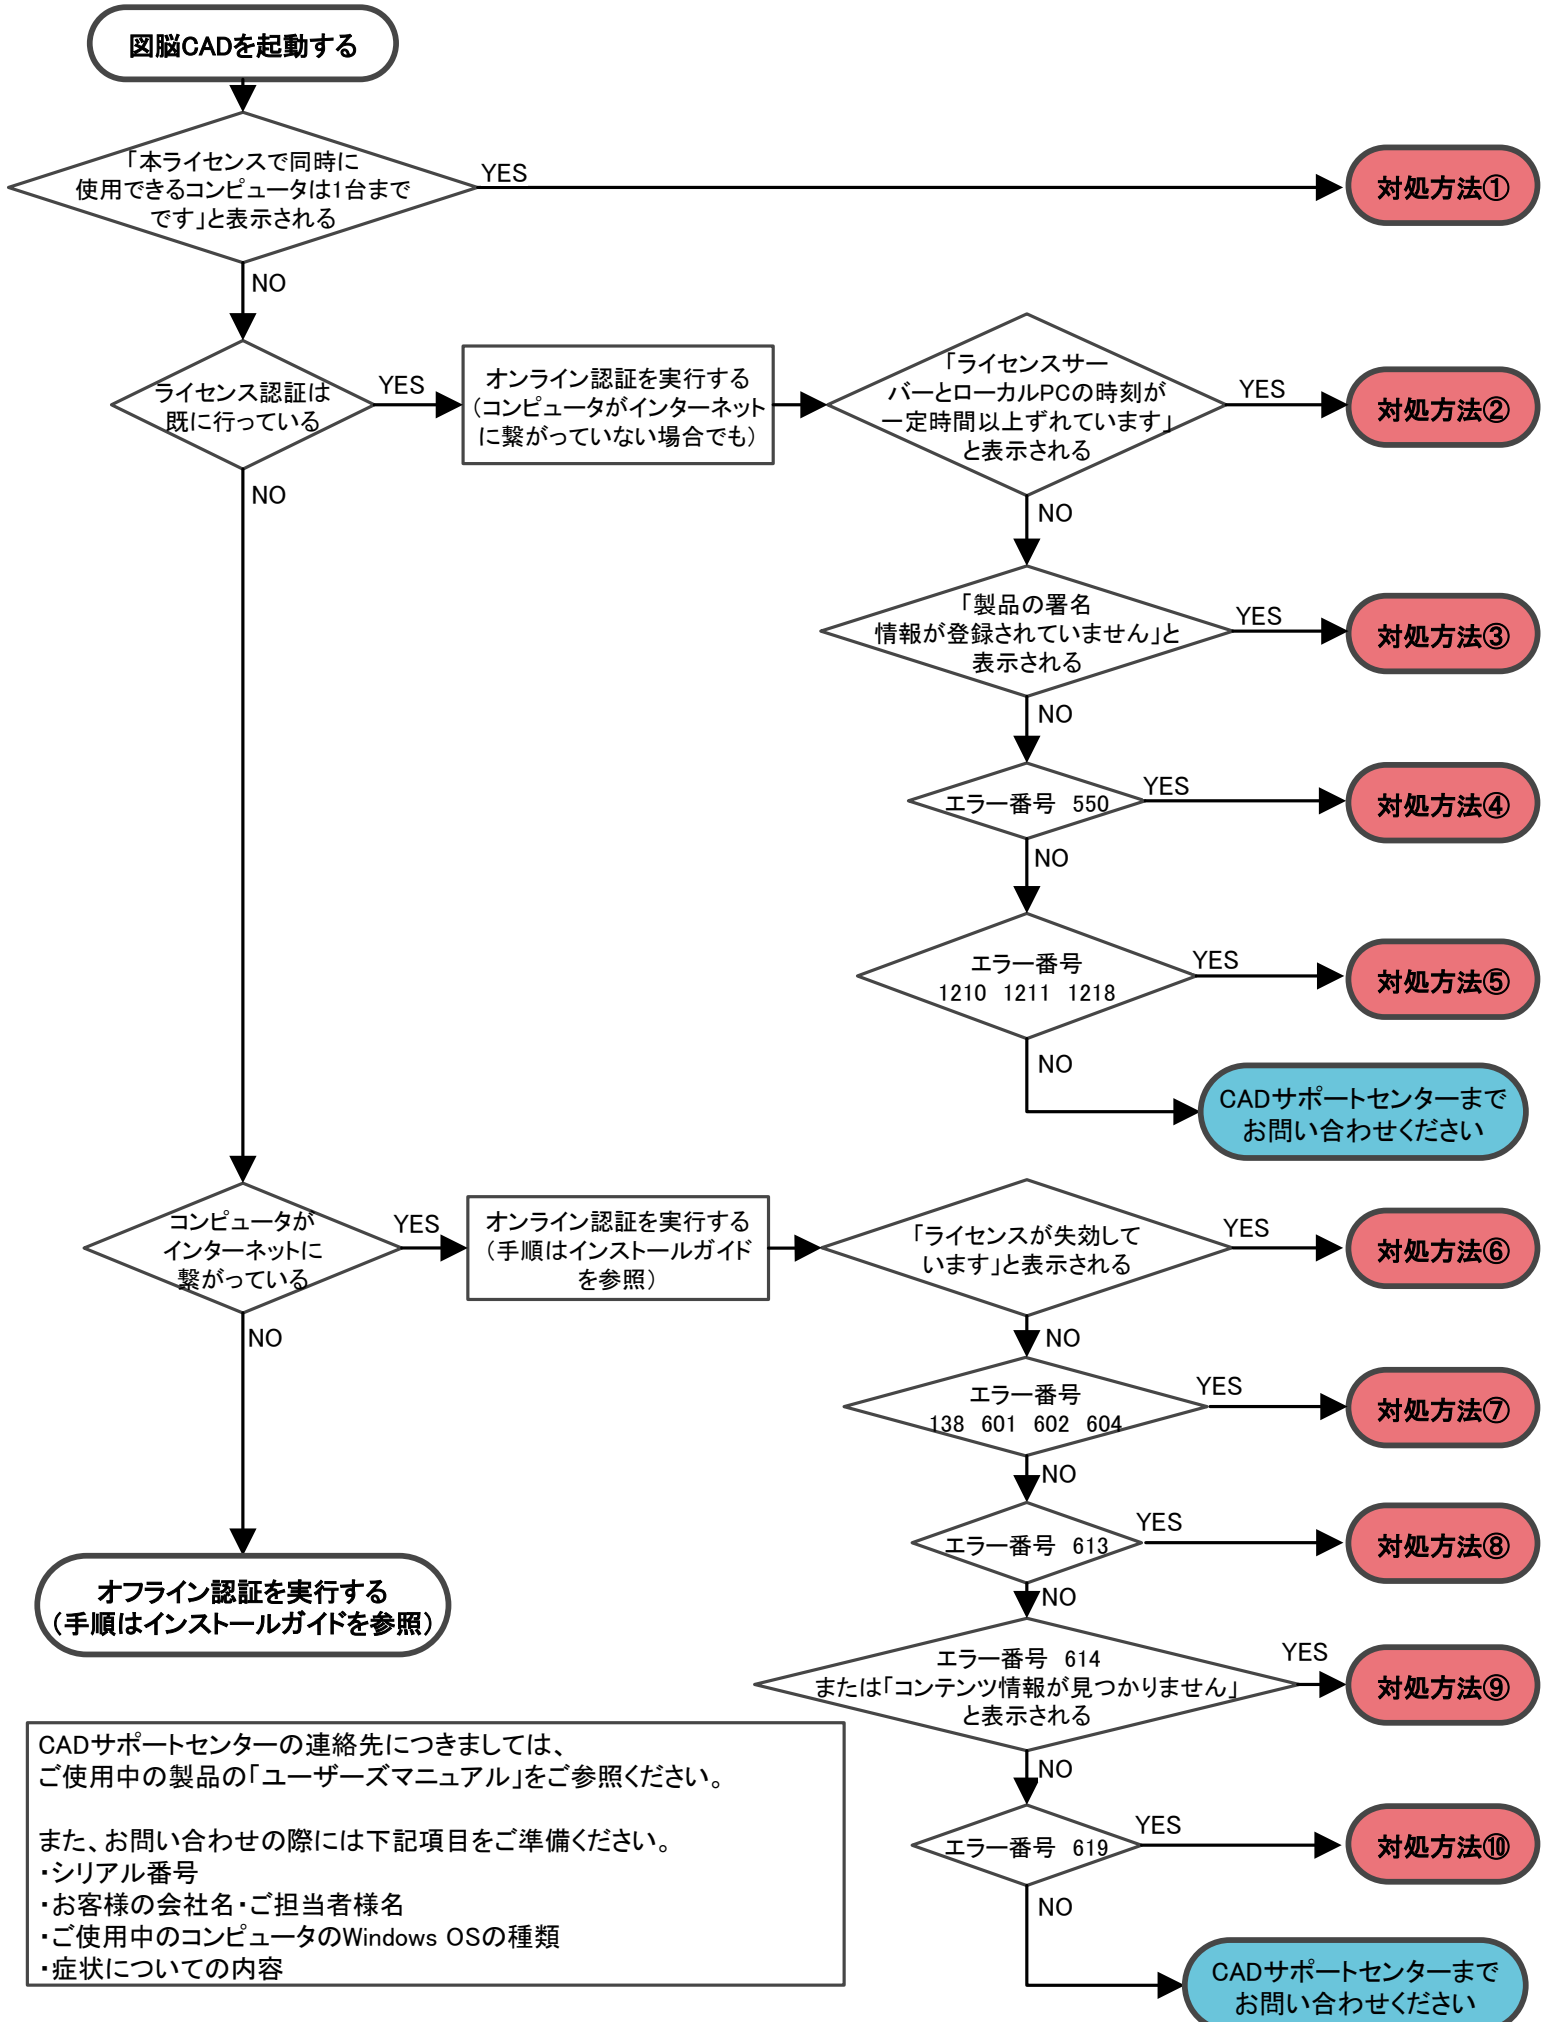 図脳CADを起動する
「本ライセンスで同時に
使用できるコンピュータは1台まで
です」と表示される
YES
対処方法①
NO
ライセンス認証は
既に行っている
YES
オンライン認証を実行する
(コンピュータがインターネット
に繋がっていない場合でも)
「ライセンスサー
バーとローカルPCの時刻が
一定時間以上ずれています」
と表示される
YES
対処方法②
NO
NO
「製品の署名
情報が登録されていません」と
表示される
YES
対処方法③
NO
エラー番号 550
YES
対処方法④
NO
エラー番号
1210 1211 1218
YES
対処方法⑤
NO
CADサポートセンターまで
お問い合わせください
コンピュータが
インターネットに
繋がっている
YES
オンライン認証を実行する
(手順はインストールガイド
を参照)
「ライセンスが失効して
います」と表示される
YES
対処方法⑥
NO
NO
エラー番号
138 601 602 604
YES
対処方法⑦
NO
エラー番号 613
YES
対処方法⑧
NO
オフライン認証を実行する
(手順はインストールガイドを参照)
エラー番号 614
または「コンテンツ情報が見つかりません」
と表示される
YES
対処方法⑨
NO
エラー番号 619
YES
対処方法⑩
NO
CADサポートセンターまで
お問い合わせください
CADサポートセンターの連絡先につきましては、
ご使用中の製品の「ユーザーズマニュアル」をご参照ください。
また、お問い合わせの際には下記項目をご準備ください。
・シリアル番号
・お客様の会社名・ご担当者様名
・ご使用中のコンピュータのWindows OSの種類
・症状についての内容